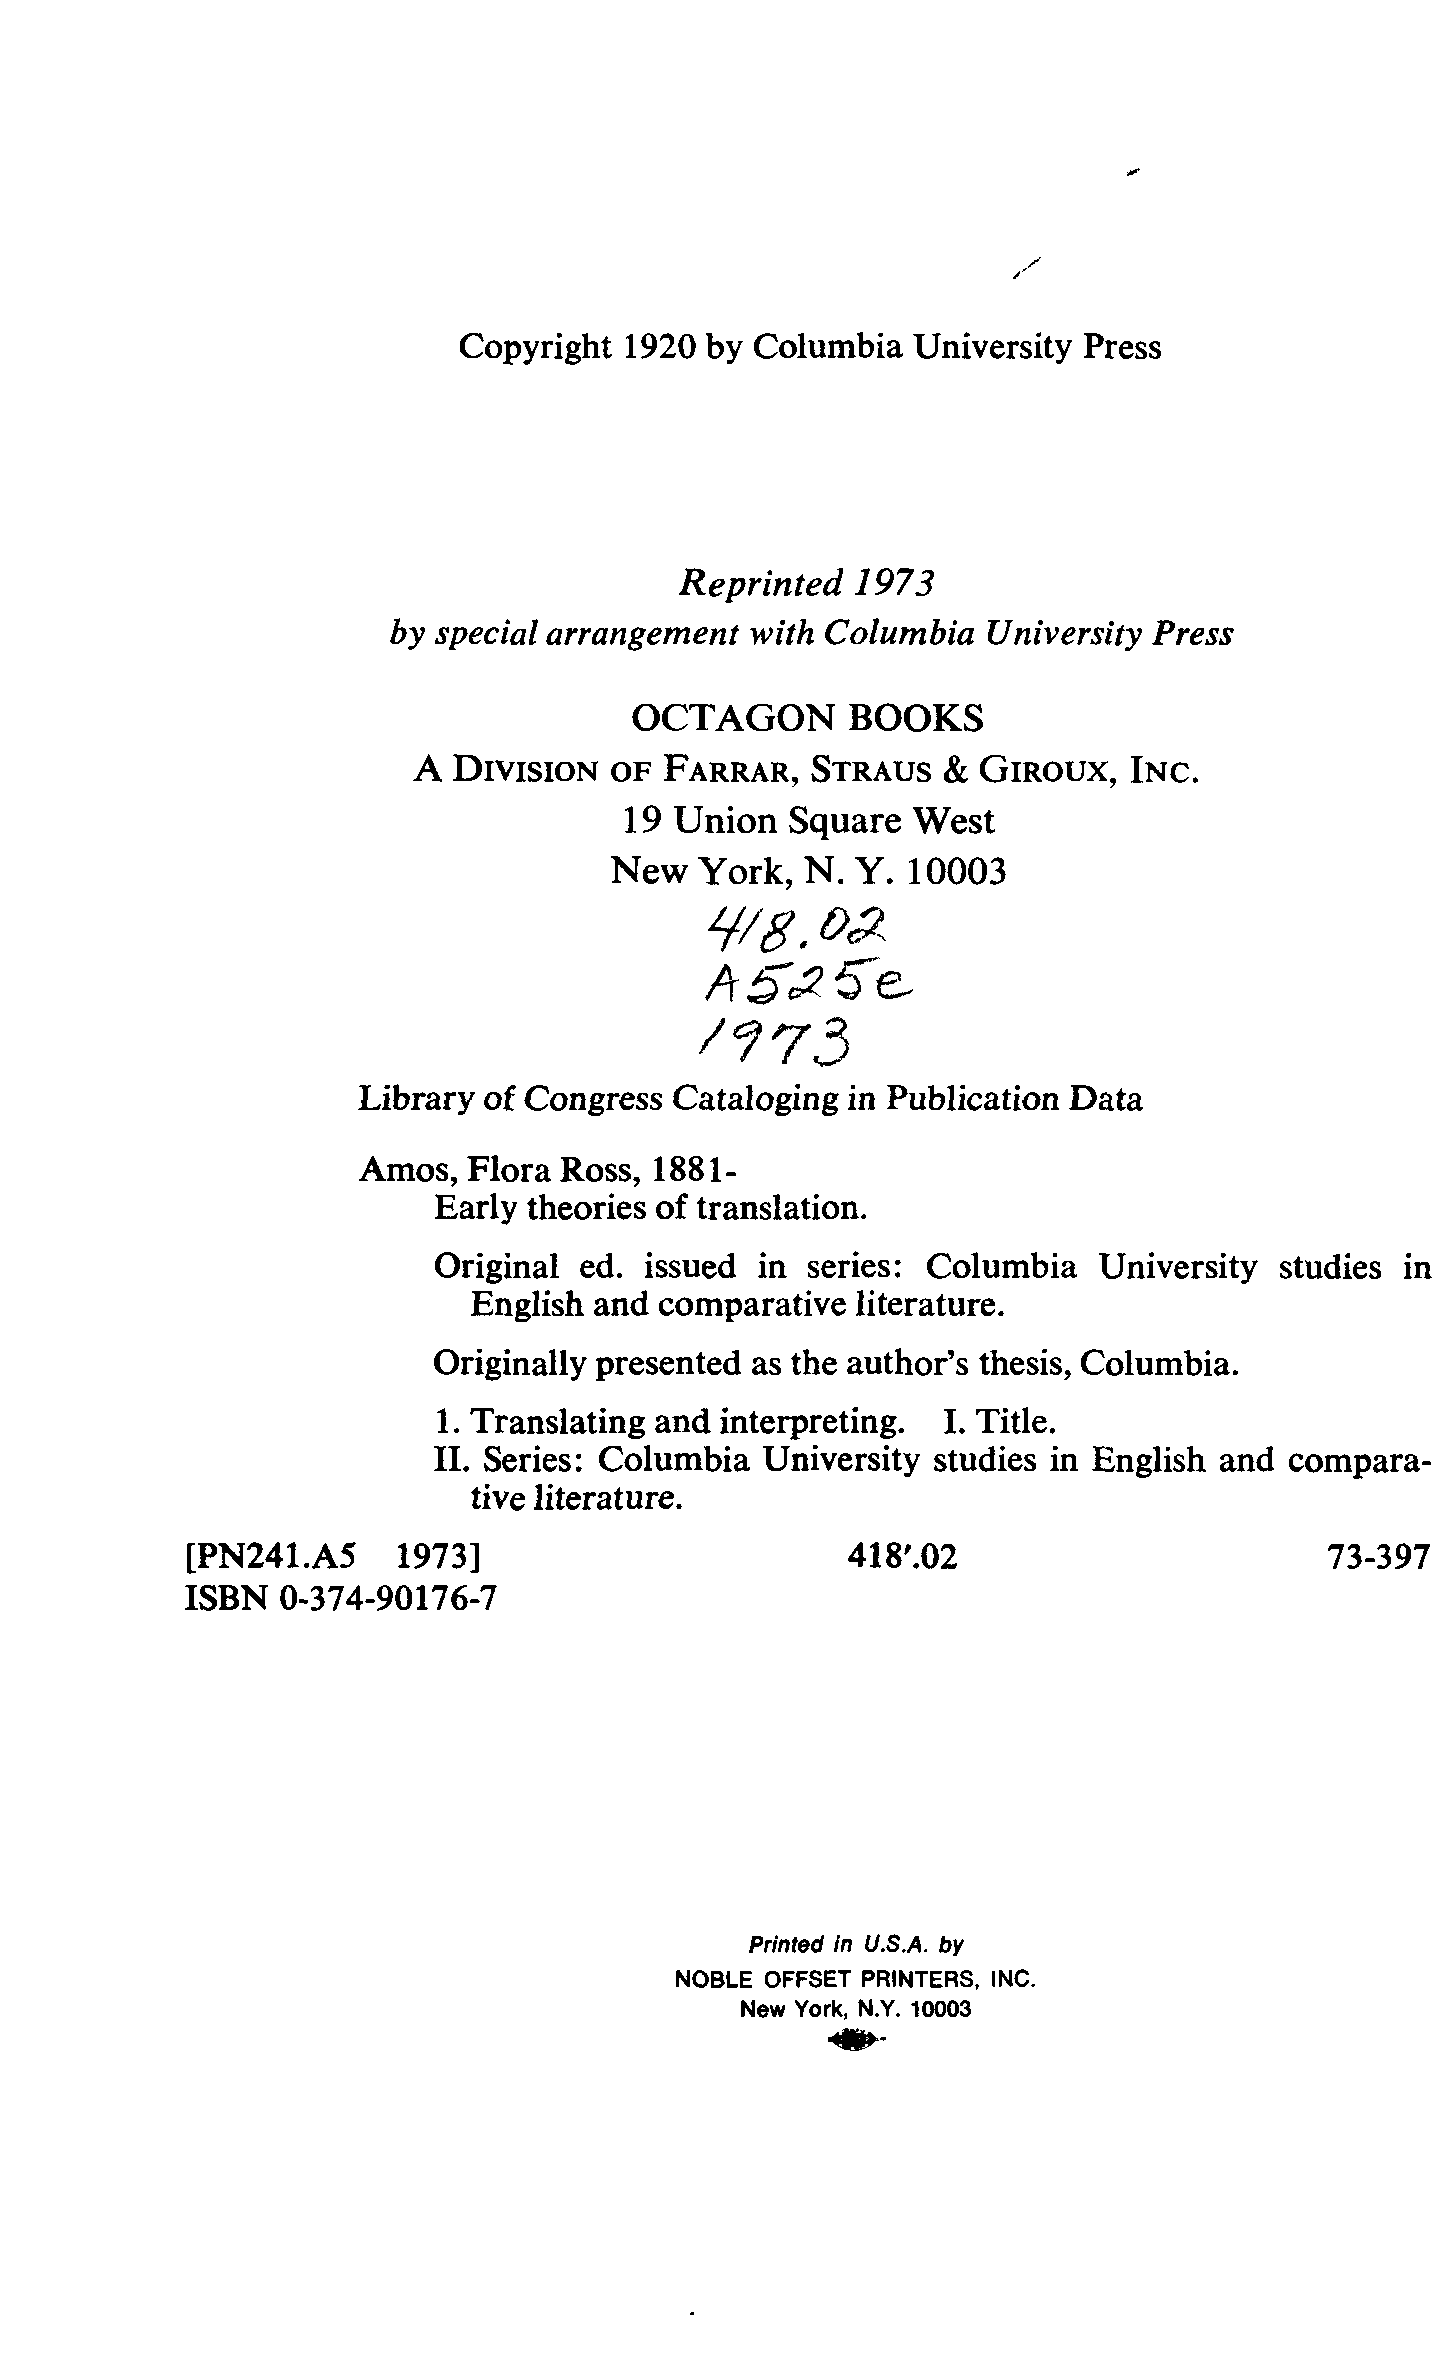 Copyright 1920 by Columbia University Press
Reprinted 1973
by special arrangement with Columbia University Press
OCTAGON BOOKS
A DIVISION OF FARRAR, STRAUS & GIROUX, INC.
19 Union Square West
New York, N. Y. 10003
418.02
A525e
1973
Library of Congress Cataloging in Publication Data
Amos, Flora Ross, 1881-
Early theories of translation.
Original ed. issued in series: Columbia University studies in
English and comparative literature.
Originally presented as the author's thesis, Columbia.
1. Translating and interpreting. I. Title.
II. Series: Columbia University studies in English and compara-
tive literature.
[PN241.A5 1973] 418'.02 73-397
ISBN 0-374-90176-7
Printed in U.S.A. by
NOBLE OFFSET PRINTERS, INC.
New York, N.Y. 10003